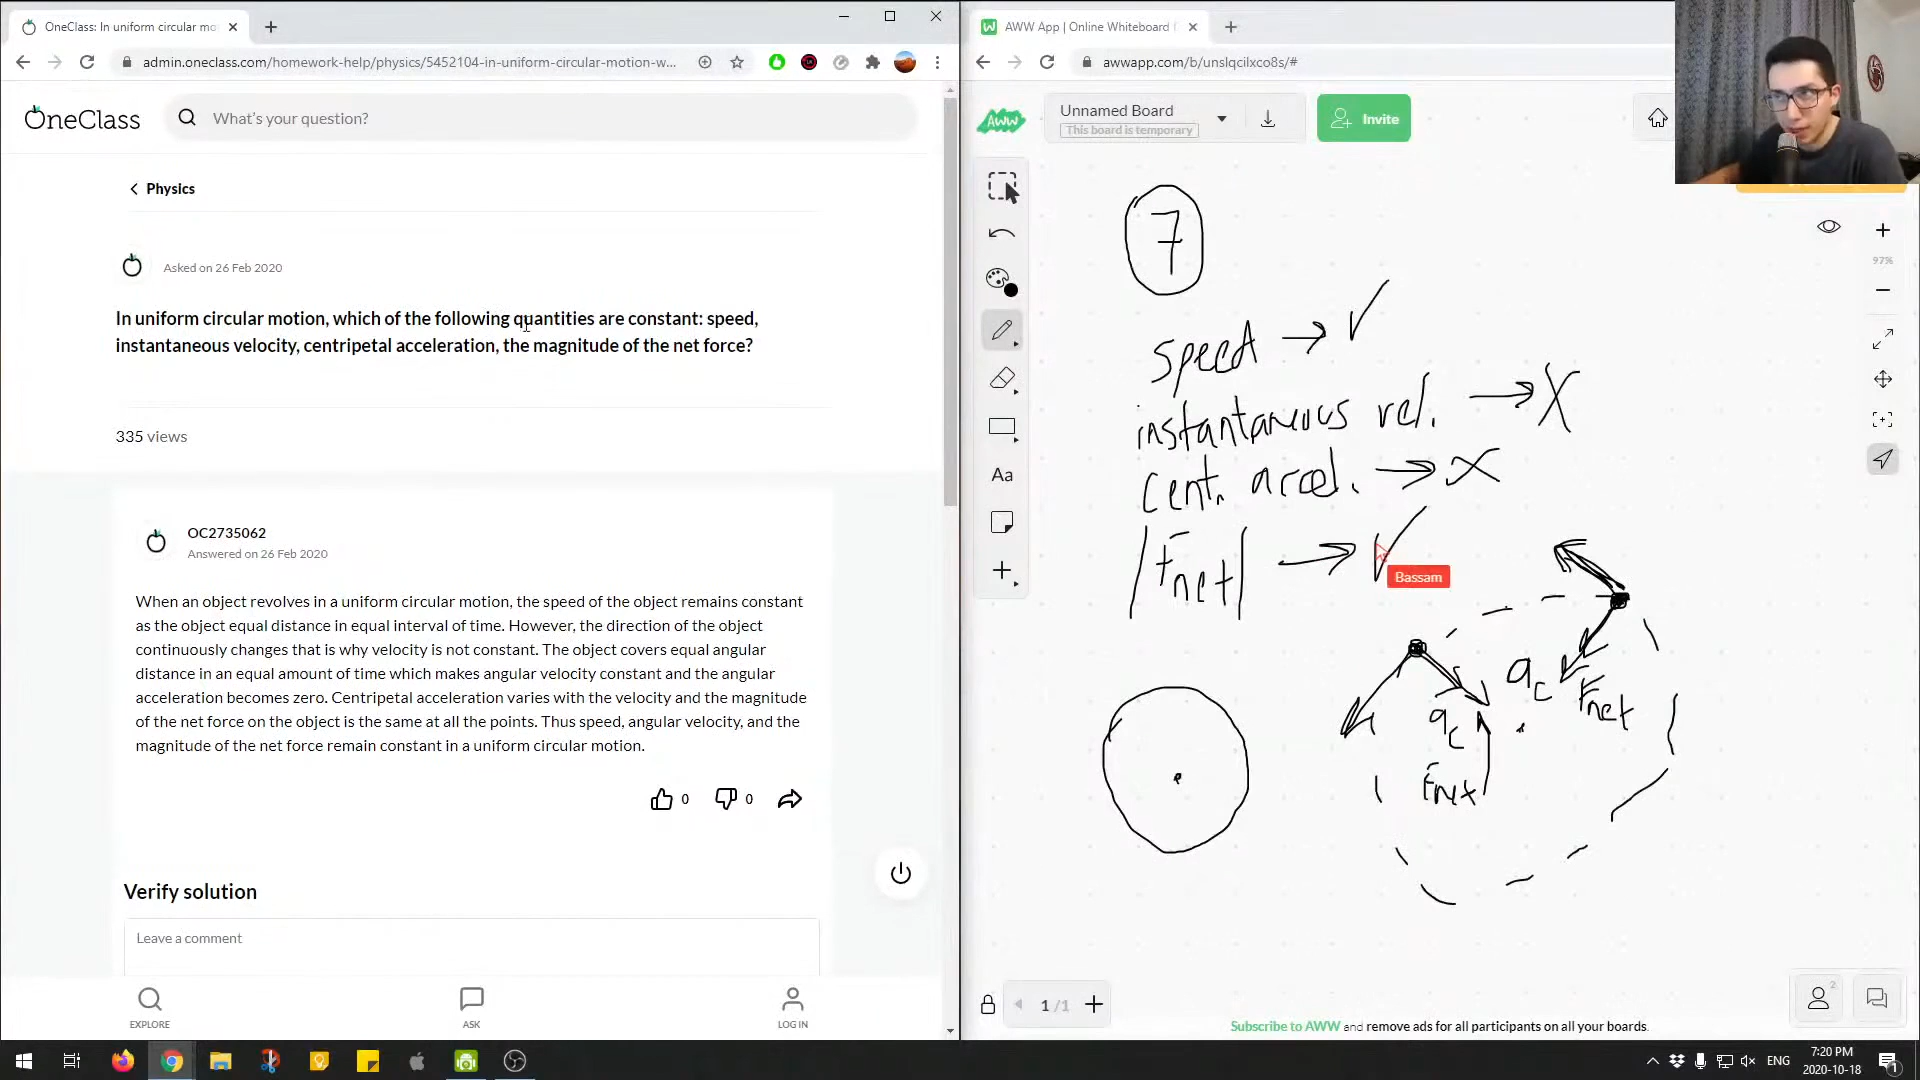 OneClass: In uniform circular mo
admin.oneclass.com/homework-help/physics/5452104-in-uniform-circular-motion-w...
OneClass
What's your question?
Physics
Asked on 26 Feb 2020
In uniform circular motion, which of the following quantities are constant: speed,
instantaneous velocity, centripetal acceleration, the magnitude of the net force?
335 views
OC2735062
Answered on 26 Feb 2020
When an object revolves in a uniform circular motion, the speed of the object remains constant
as the object equal distance in equal interval of time. However, the direction of the object
continuously changes that is why velocity is not constant. The object covers equal angular
distance in an equal amount of time which makes angular velocity constant and the angular
acceleration becomes zero. Centripetal acceleration varies with the velocity and the magnitude
of the net force on the object is the same at all the points. Thus speed, angular velocity, and the
magnitude of the net force remain constant in a uniform circular motion.
0
0
Verify solution
Leave a comment
EXPLORE
ASK
LOG IN
AWW App | Online Whiteboard
awwapp.com/b/unslqcilxco8s/#
AWW
Unnamed Board
This board is temporary
Invite
97%
Aa
7
speed → ✓
instantaneous vel. → X
cent. accel. → X
|Fnet| → ✓
Bassam
ac
Fnet
ac
Fnet
1 /1
2
Subscribe to AWW and remove ads for all participants on all your boards.
ENG
7:20 PM
2020-10-18
1